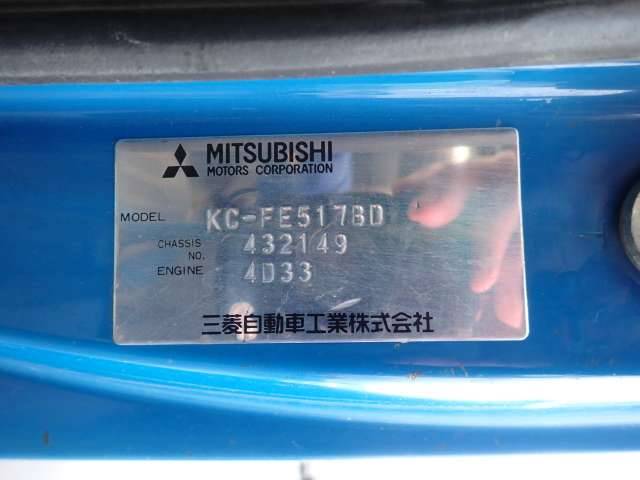 MITSUBISHI
MOTORS CORPORATION
MODEL KC-FE517BD
CHASSIS NO. 432149
ENGINE 4D33
三菱自動車工業株式会社